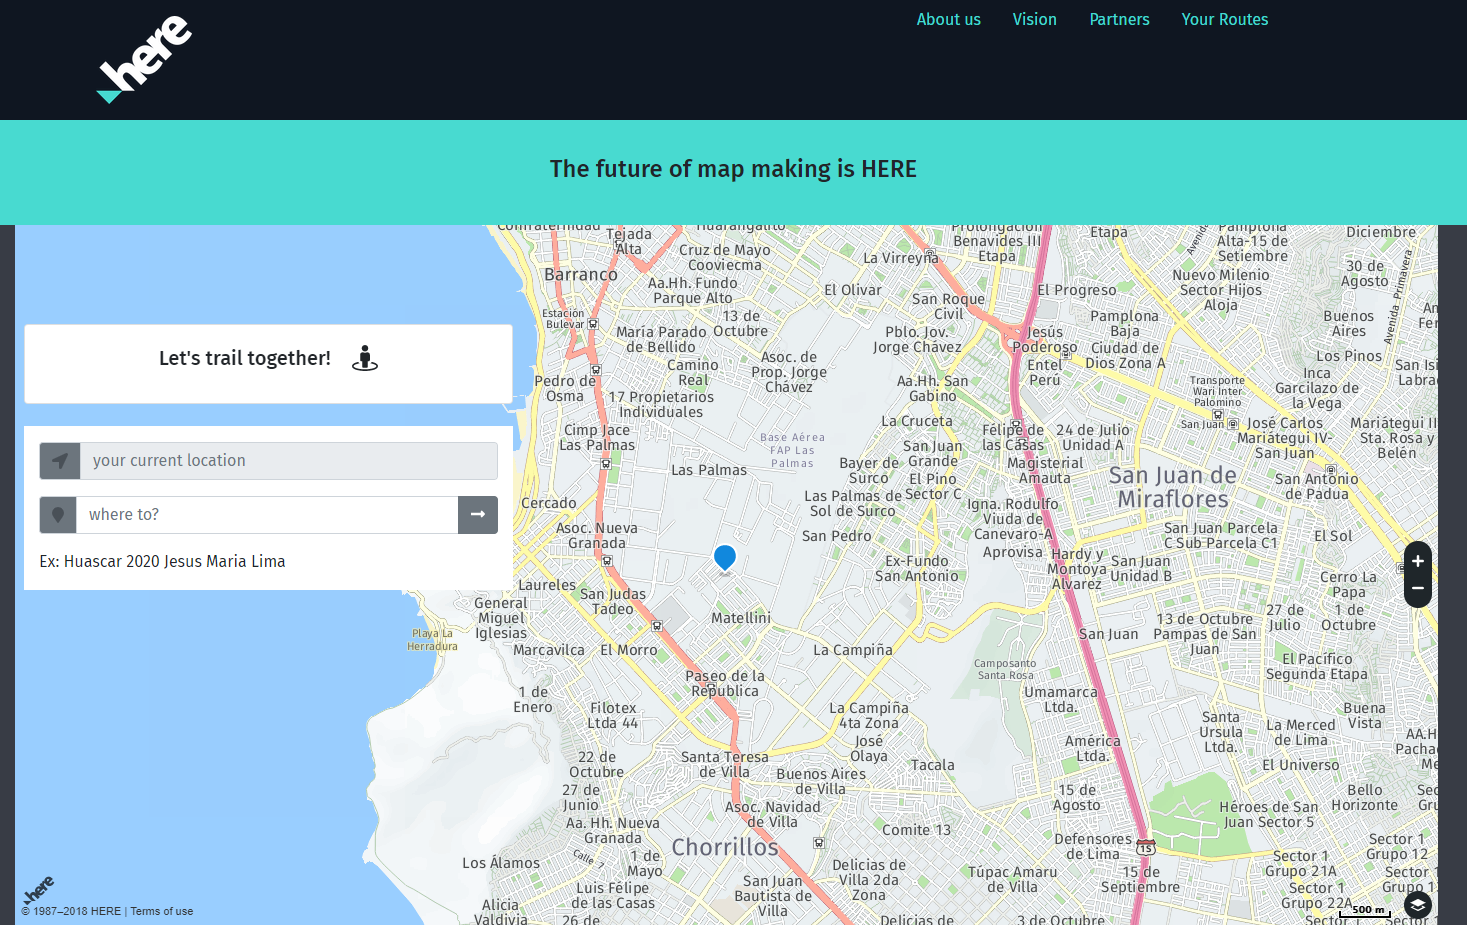 here
About us
Vision
Partners
Your Routes
The future of map making is HERE
Let's trail together!
your current location
where to?
Ex: Huascar 2020 Jesus Maria Lima
Tejada
Alta
Barranco
Cruz de Mayo
Cooviecma
Aa.Hh. Fundo
Parque Alto
Estación
Bulevar
María Parado
de Bellido
13 de
Octubre
El Olivar
La Virreyna
Prolongación
Benavides III
Etapa
Etapa
Pamplona
Alta-15 de
Setiembre
Diciembre
30 de
Agosto
Nuevo Milenio
Sector Hijos
Aloja
El Progreso
San Roque
Civil
Pblo. Jov.
Jorge Chávez
Jesús
Poderoso
Pamplona
Baja
Ciudad de
Dios Zona A
Buenos
Aires
Avenida Primavera
Los Pinos
Inca
Garcilazo de
la Vega
Entel
Perú
Transporte
Wari Inter
Palomino
San Juan
José Carlos
Mariátegui IV-
San Juan
Mariátegui II
Sta. Rosa y
Belén
Camino
Real
Asoc. de
Prop. Jorge
Chávez
Pedro de
Osma
17 Propietarios
Individuales
Cimp Jace
Las Palmas
Aa.Hh. San
Gabino
La Cruceta
Félipe de
las Casas
24 de Julio
Unidad A
Base Aérea
FAP Las
Palmas
Las Palmas
Bayer de
Surco
San Juan
Grande
El Pino
Sector C
Magisterial
Amauta
San Juan de
Miraflores
San Antonio
de Padua
Cercado
Las Palmas de
Sol de Surco
Igna. Rodulfo
Viuda de
Canevaro-A
Asoc. Nueva
Granada
San Pedro
Aprovisa
San Juan Parcela
C Sub Parcela C1
El Sol
Hardy y
Montoya
Alvarez
San Juan
Unidad B
Ex-Fundo
San Antonio
Cerro La
Papa
Laureles
San Judas
Tadeo
General
Miguel
Iglesias
Matellini
13 de Octubre
Pampas de San
Juan
27 de
Julio
1 de
Octubre
Playa La
Herradura
Marcavilca
El Morro
La Campiña
San Juan
Camposanto
Santa Rosa
El Pacífico
Segunda Etapa
Paseo de la
República
Umamarca
Ltda.
1 de
Enero
Filotex
Ltda 44
La Campiña
4ta Zona
José
Olaya
Santa
Ursula
Ltda.
La Merced
de Lima
Buena
Vista
América
Ltda.
22 de
Octubre
Santa Teresa
de Villa
Buenos Aires
de Villa
Tacala
El Universo
27 de
Junio
Asoc. Navidad
de Villa
15 de
Agosto
Bello
Horizonte
Héroes de San
Juan Sector 5
Aa. Hh. Nueva
Granada
Calle 7
Chorrillos
Comite 13
Defensores
de Lima
15
Sector 1
Grupo 12
Los Álamos
1 de
Mayo
Delicias de
Villa 2da
Zona
Túpac Amaru
de Villa
15 de
Septiembre
Sector 1
Grupo 21A
Luis Félipe
de las Casas
San Juan
Bautista de
Villa
Sector 1
Grupo 22A
Alicia
Valdivia
26 de
Delicias de
3 de Octubre
here
© 1987–2018 HERE | Terms of use
500 m